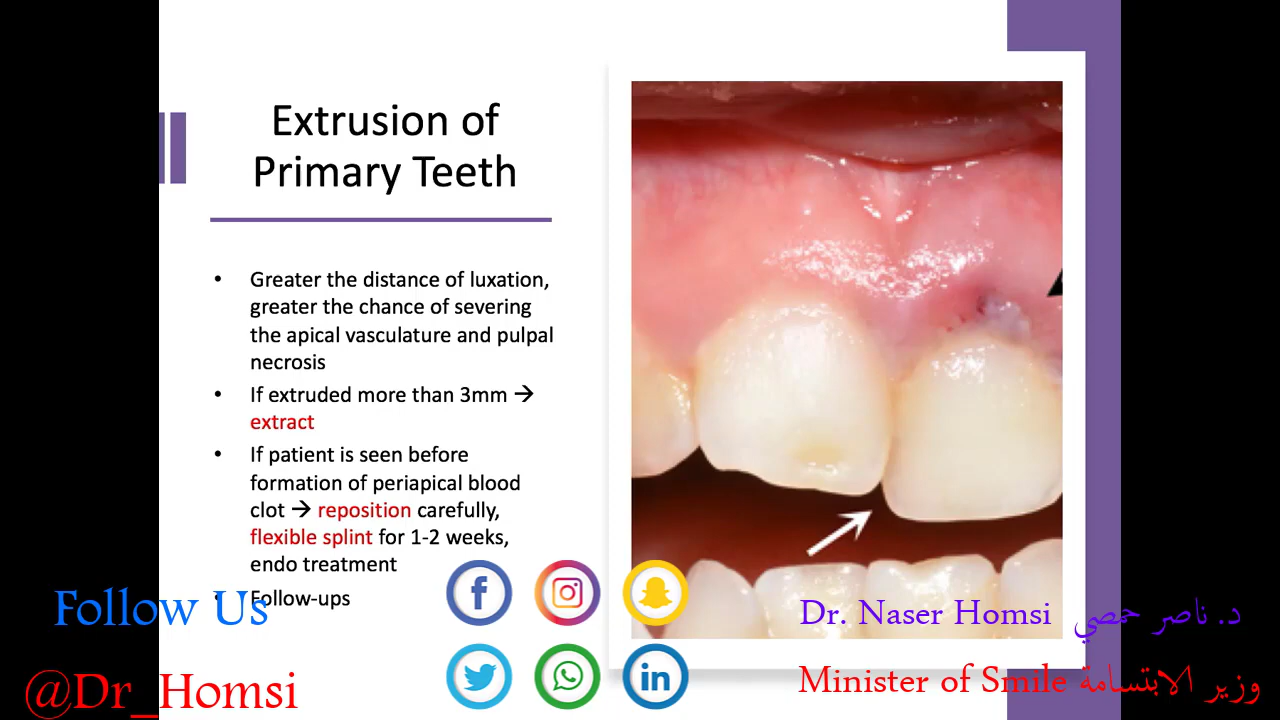 Extrusion of
Primary Teeth
• Greater the distance of luxation,
greater the chance of severing
the apical vasculature and pulpal
necrosis
• If extruded more than 3mm →
extract
• If patient is seen before
formation of periapical blood
clot → reposition carefully,
flexible splint for 1-2 weeks,
endo treatment
• Follow-ups
Follow Us
@Dr_Homsi
Dr. Naser Homsi د. ناصر حمصي
Minister of Smile وزير الابتسامة